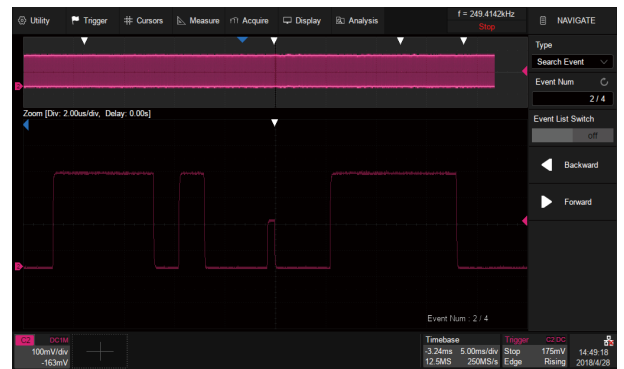 Utility Trigger Cursors Measure Acquire Display Analysis
f = 249.4142kHz
Stop
NAVIGATE
Type
Search Event
Event Num
2 / 4
Event List Switch
off
Backward
Forward
Zoom [Div: 2.00us/div, Delay: 0.00s]
Event Num : 2 / 4
C2 DC1M
100mV/div
-163mV
Timebase
-3.24ms 5.00ms/div
12.5MS 250MS/s
Trigger C2 DC
Stop 175mV
Edge Rising
14:49:18
2018/4/28